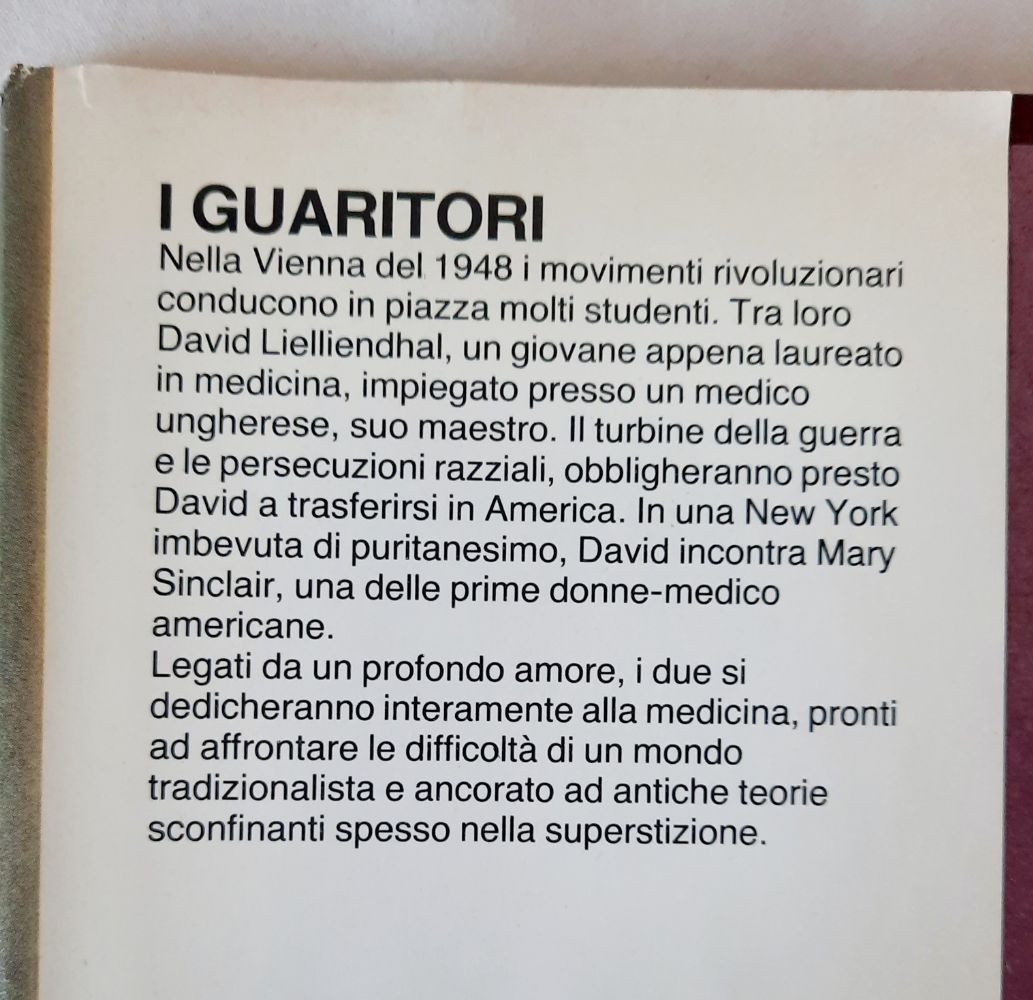 I GUARITORI
Nella Vienna del 1948 i movimenti rivoluzionari
conducono in piazza molti studenti. Tra loro
David Lielliendhal, un giovane appena laureato
in medicina, impiegato presso un medico
ungherese, suo maestro. Il turbine della guerra
e le persecuzioni razziali, obbligheranno presto
David a trasferirsi in America. In una New York
imbevuta di puritanesimo, David incontra Mary
Sinclair, una delle prime donne-medico
americane.
Legati da un profondo amore, i due si
dedicheranno interamente alla medicina, pronti
ad affrontare le difficoltà di un mondo
tradizionalista e ancorato ad antiche teorie
sconfinanti spesso nella superstizione.